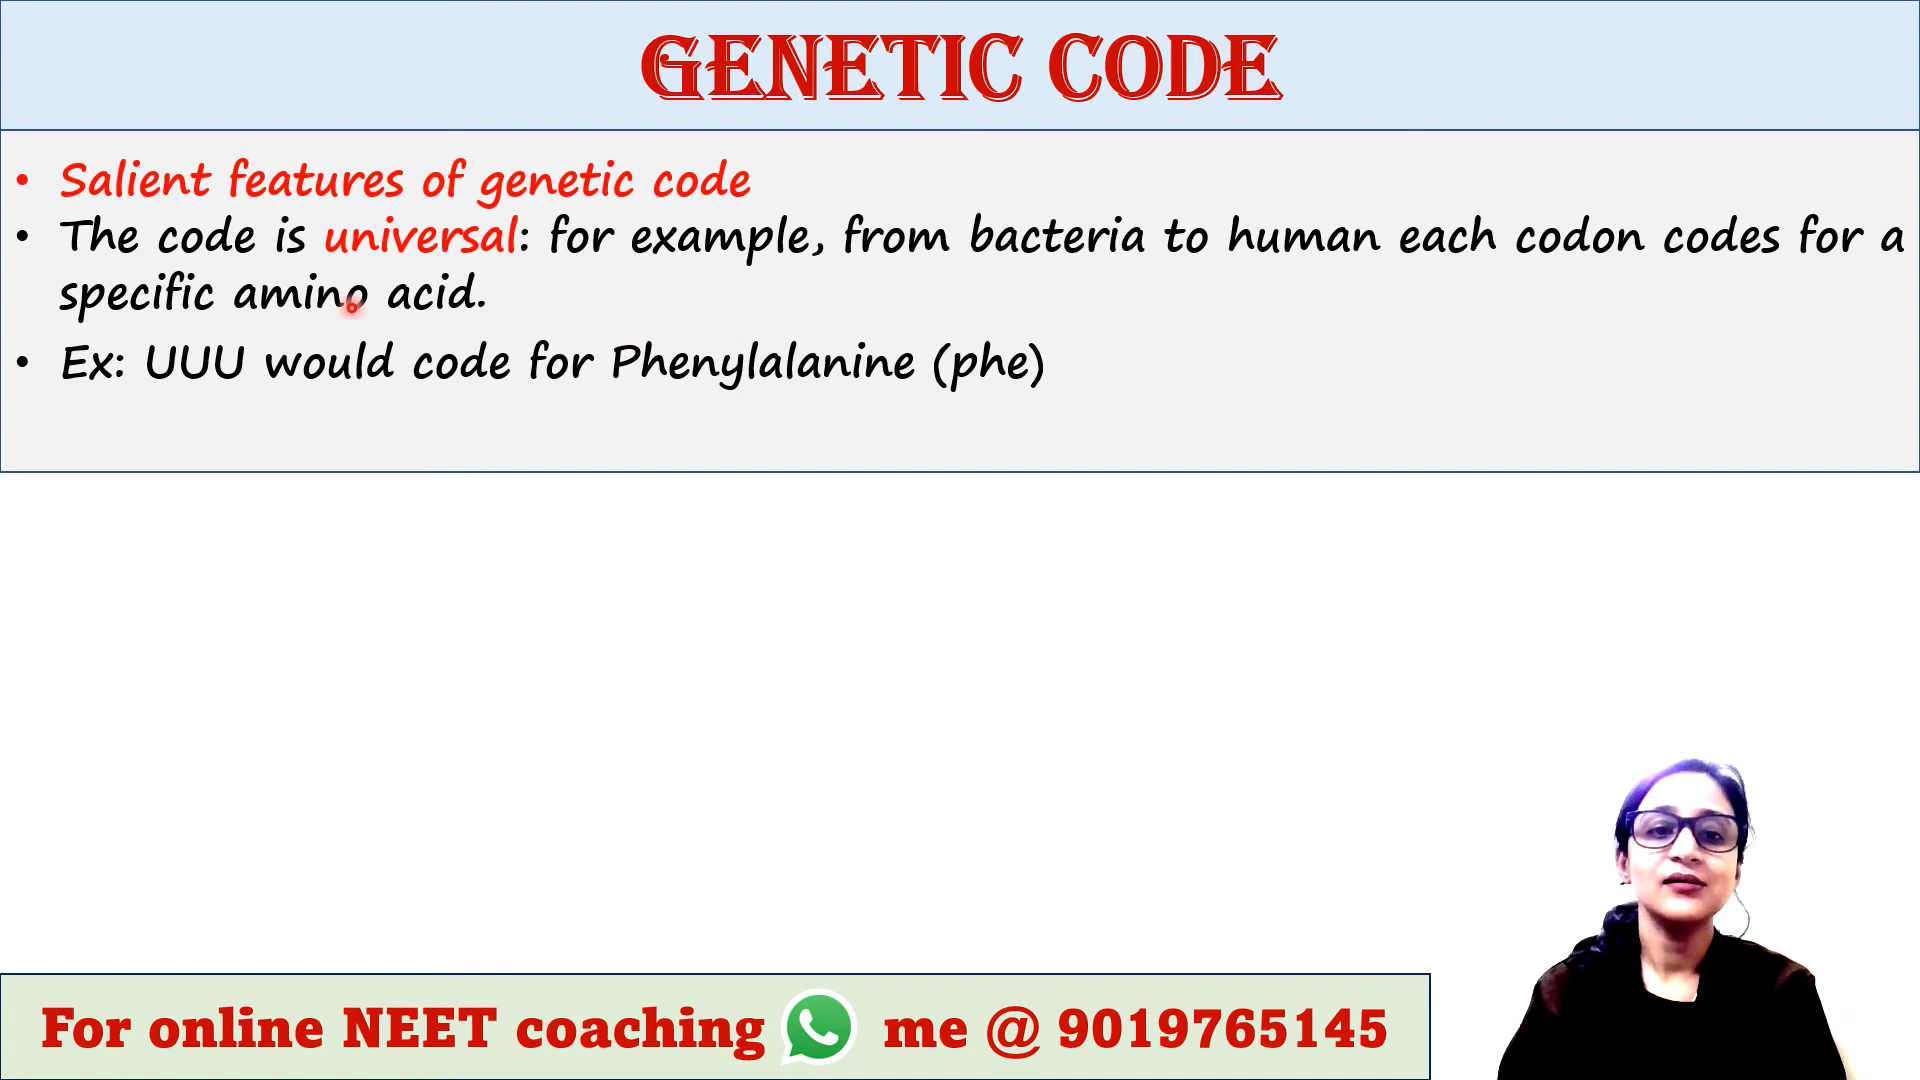 GENETIC CODE
• Salient features of genetic code
• The code is universal: for example, from bacteria to human each codon codes for a
specific amino acid.
• Ex: UUU would code for Phenylalanine (phe)
For online NEET coaching me @ 9019765145